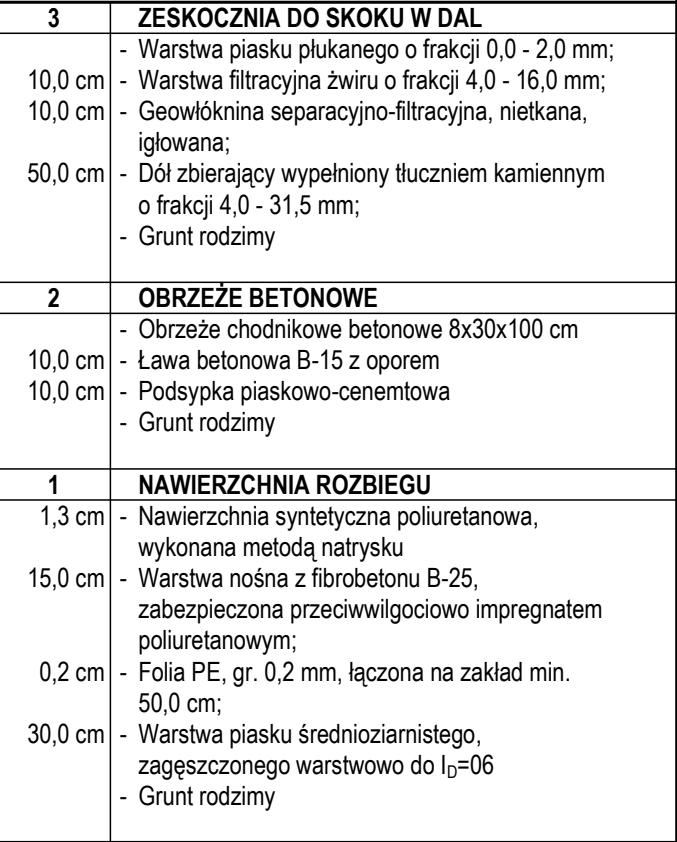 3 ZESKOCZNIA DO SKOKU W DAL
- Warstwa piasku płukanego o frakcji 0,0 - 2,0 mm;
10,0 cm - Warstwa filtracyjna żwiru o frakcji 4,0 - 16,0 mm;
10,0 cm - Geowłóknina separacyjno-filtracyjna, nietkana,
igłowana;
50,0 cm - Dół zbierający wypełniony tłuczniem kamiennym
o frakcji 4,0 - 31,5 mm;
- Grunt rodzimy
2 OBRZEŻE BETONOWE
- Obrzeże chodnikowe betonowe 8x30x100 cm
10,0 cm - Ława betonowa B-15 z oporem
10,0 cm - Podsypka piaskowo-cenemtowa
- Grunt rodzimy
1 NAWIERZCHNIA ROZBIEGU
1,3 cm - Nawierzchnia syntetyczna poliuretanowa,
wykonana metodą natrysku
15,0 cm - Warstwa nośna z fibrobetonu B-25,
zabezpieczona przeciwwilgociowo impregnatem
poliuretanowym;
0,2 cm - Folia PE, gr. 0,2 mm, łączona na zakład min.
50,0 cm;
30,0 cm - Warstwa piasku średnioziarnistego,
zagęszczonego warstwowo do I_D=06
- Grunt rodzimy